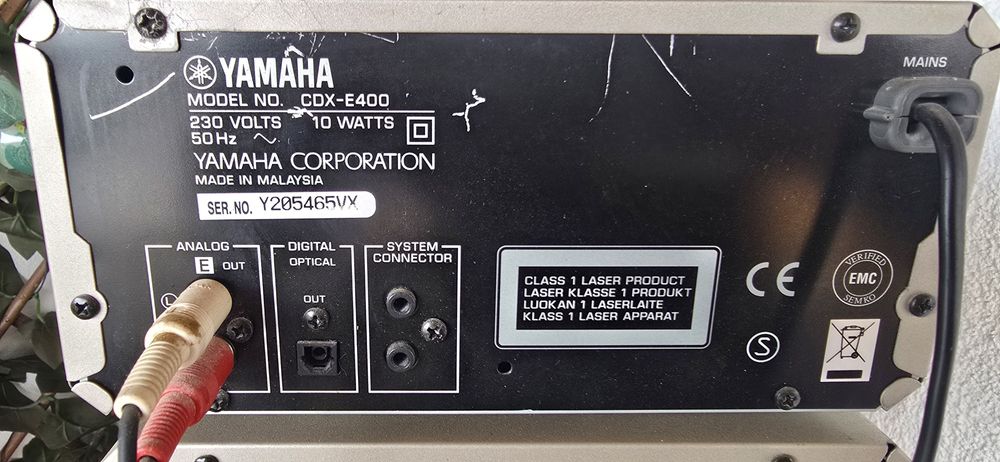 YAMAHA
MODEL NO. CDX-E400
230 VOLTS 10 WATTS
50 Hz
YAMAHA CORPORATION
MADE IN MALAYSIA
SER. NO. Y205465VX
MAINS
ANALOG
E OUT
L
DIGITAL
OPTICAL
OUT
SYSTEM
CONNECTOR
CLASS 1 LASER PRODUCT
LASER KLASSE 1 PRODUKT
LUOKAN 1 LASERLAITE
KLASS 1 LASER APPARAT
CE
VERIFIED
EMC
SEMKO
S